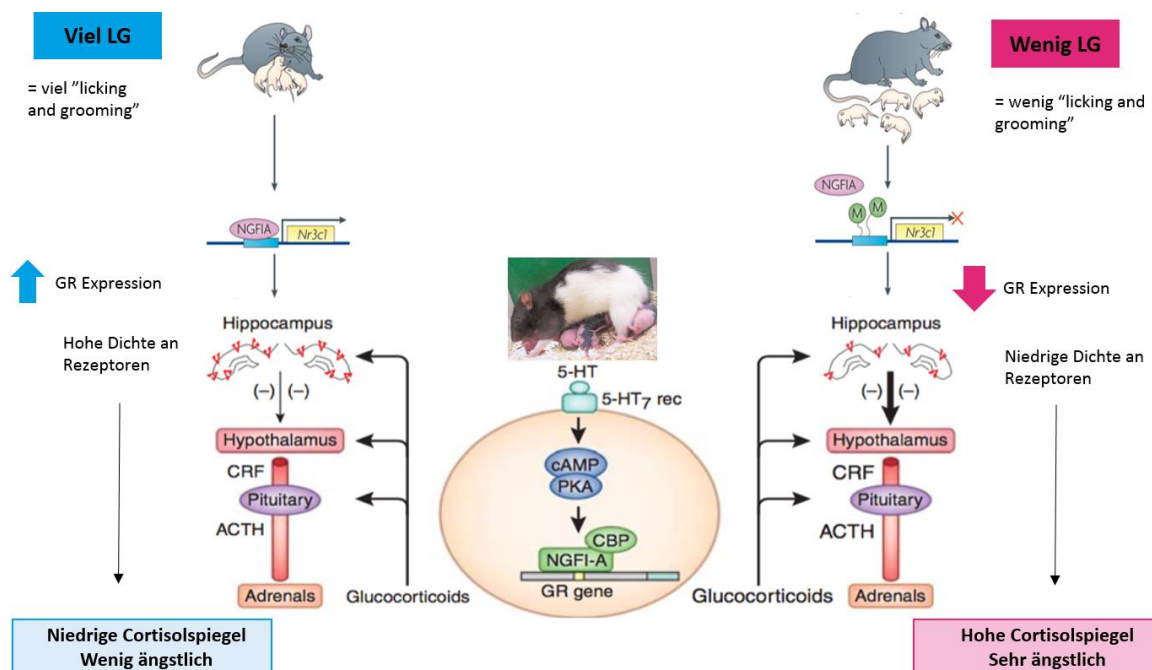 Viel LG
= viel ”licking
and grooming”
NGFIA
Nr3c1
GR Expression
Hippocampus
Hohe Dichte an
Rezeptoren
(−) (−)
Hypothalamus
CRF
Pituitary
ACTH
Adrenals
Glucocorticoids
Niedrige Cortisolspiegel
Wenig ängstlich
5-HT
5-HT7 rec
cAMP
PKA
CBP
NGFI-A
GR gene
Wenig LG
= wenig “licking and
grooming”
NGFIA
M M
Nr3c1
GR Expression
Hippocampus
Niedrige Dichte an
Rezeptoren
(−) (−)
Hypothalamus
CRF
Pituitary
ACTH
Glucocorticoids
Adrenals
Hohe Cortisolspiegel
Sehr ängstlich